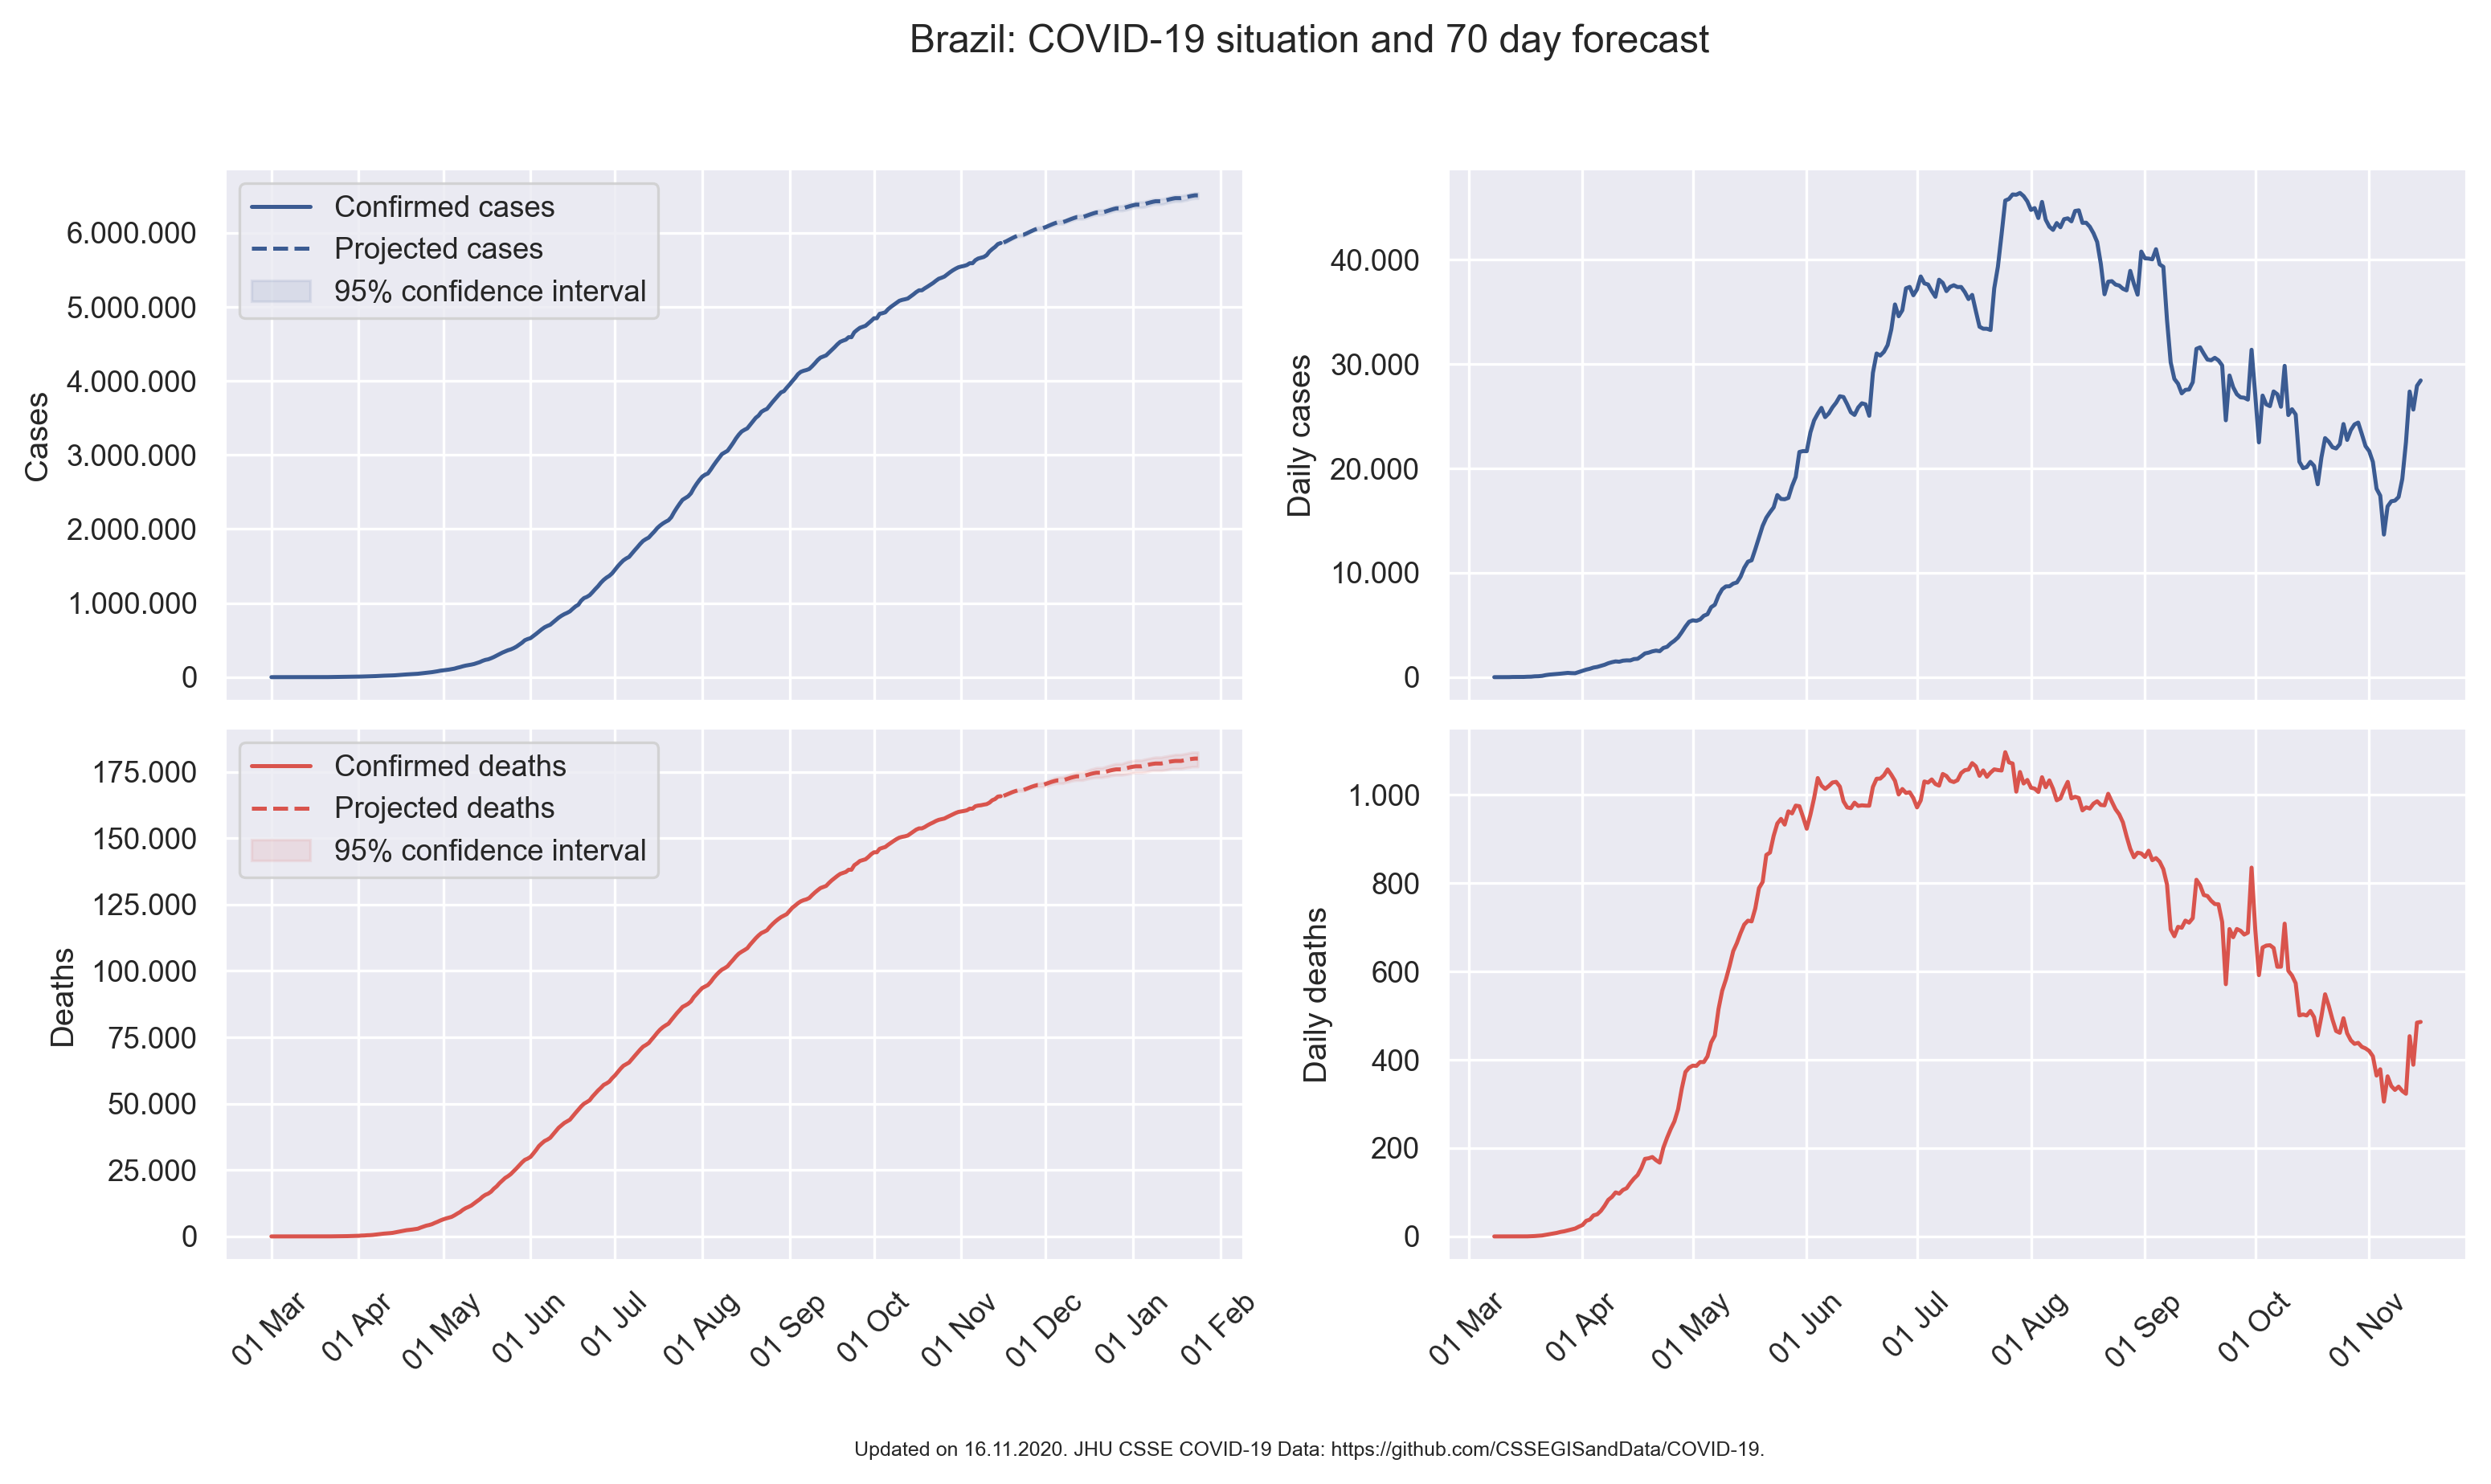 Brazil: COVID-19 situation and 70 day forecast
Cases
6.000.000
5.000.000
4.000.000
3.000.000
2.000.000
1.000.000
0
Confirmed cases
Projected cases
95% confidence interval
Daily cases
40.000
30.000
20.000
10.000
0
Deaths
175.000
150.000
125.000
100.000
75.000
50.000
25.000
0
Confirmed deaths
Projected deaths
95% confidence interval
01 Mar
01 Apr
01 May
01 Jun
01 Jul
01 Aug
01 Sep
01 Oct
01 Nov
01 Dec
01 Jan
01 Feb
Daily deaths
1.000
800
600
400
200
0
01 Mar
01 Apr
01 May
01 Jun
01 Jul
01 Aug
01 Sep
01 Oct
01 Nov
Updated on 16.11.2020. JHU CSSE COVID-19 Data: https://github.com/CSSEGISandData/COVID-19.